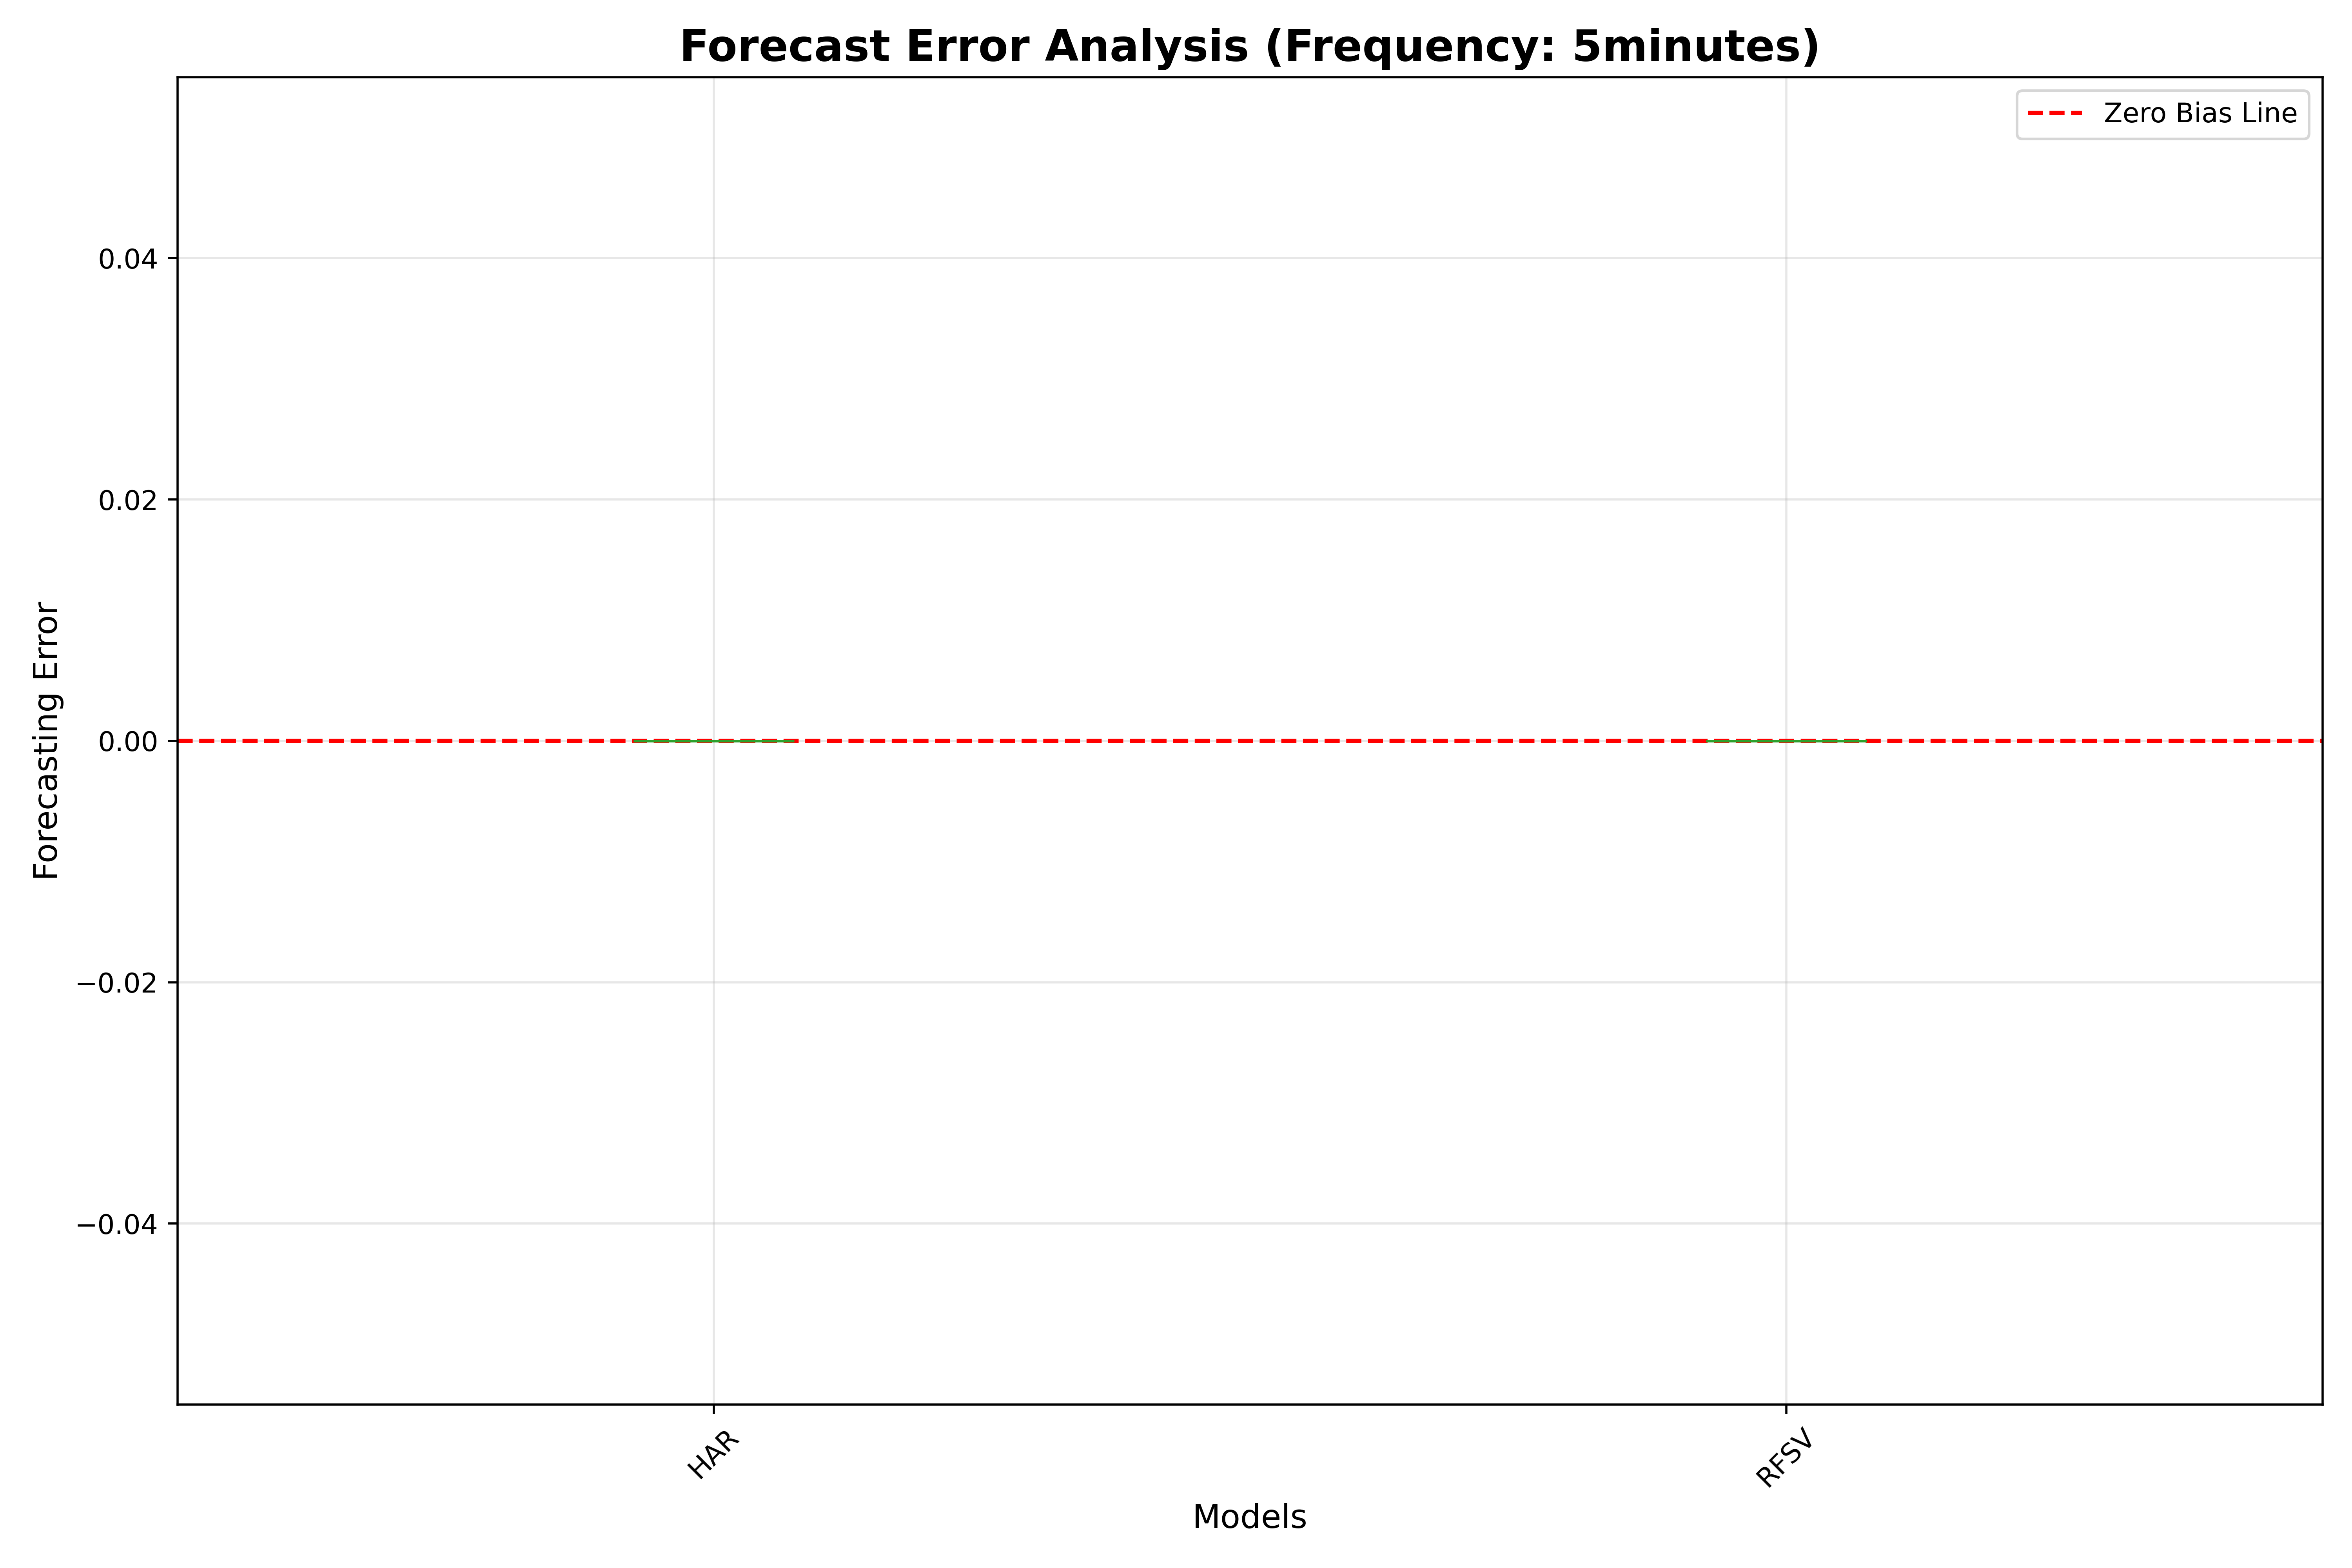 Forecast Error Analysis (Frequency: 5minutes)
Zero Bias Line
0.04
0.02
0.00
−0.02
−0.04
Forecasting Error
HAR
RFSV
Models